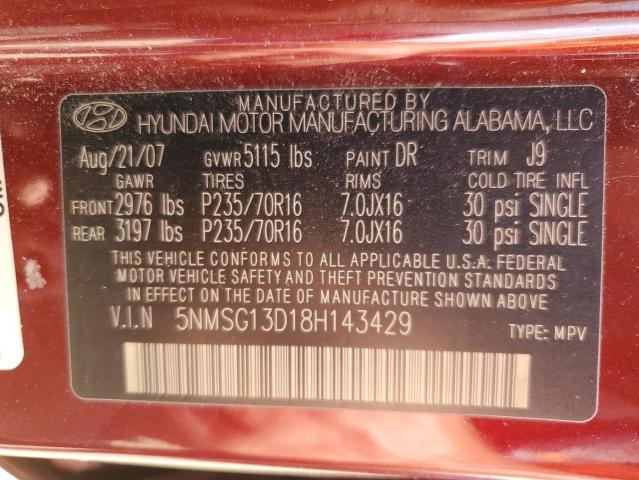 MANUFACTURED BY
HYUNDAI MOTOR MANUFACTURING ALABAMA, LLC
Aug/21/07 GVWR 5115 lbs PAINT DR TRIM J9
GAWR TIRES RIMS COLD TIRE INFL
FRONT 2976 lbs P235/70R16 7.0JX16 30 psi SINGLE
REAR 3197 lbs P235/70R16 7.0JX16 30 psi SINGLE
THIS VEHICLE CONFORMS TO ALL APPLICABLE U.S.A. FEDERAL
MOTOR VEHICLE SAFETY AND THEFT PREVENTION STANDARDS
IN EFFECT ON THE DATE OF MANUFACTURE SHOWN ABOVE.
V.I.N 5NMSG13D18H143429 TYPE: MPV